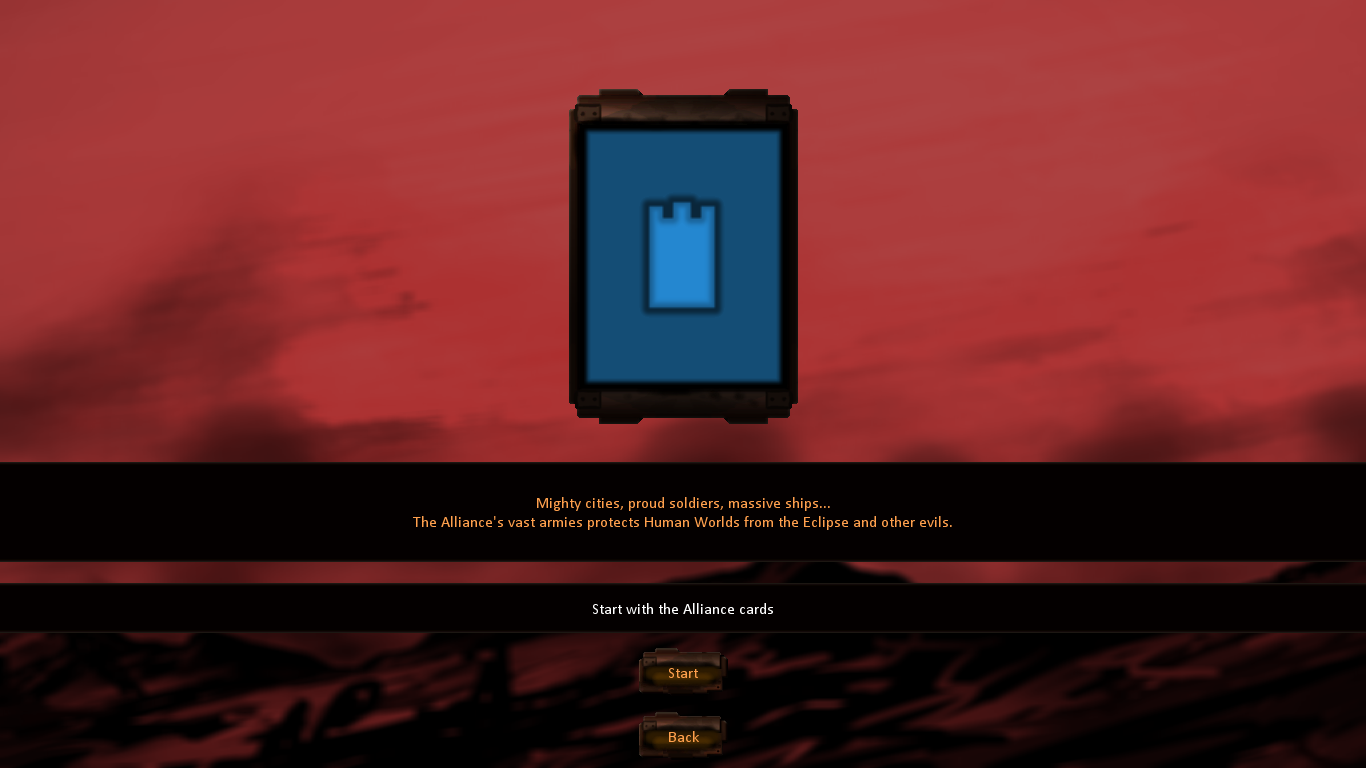 Mighty cities, proud soldiers, massive ships...
The Alliance's vast armies protects Human Worlds from the Eclipse and other evils.
Start with the Alliance cards
Start
Back